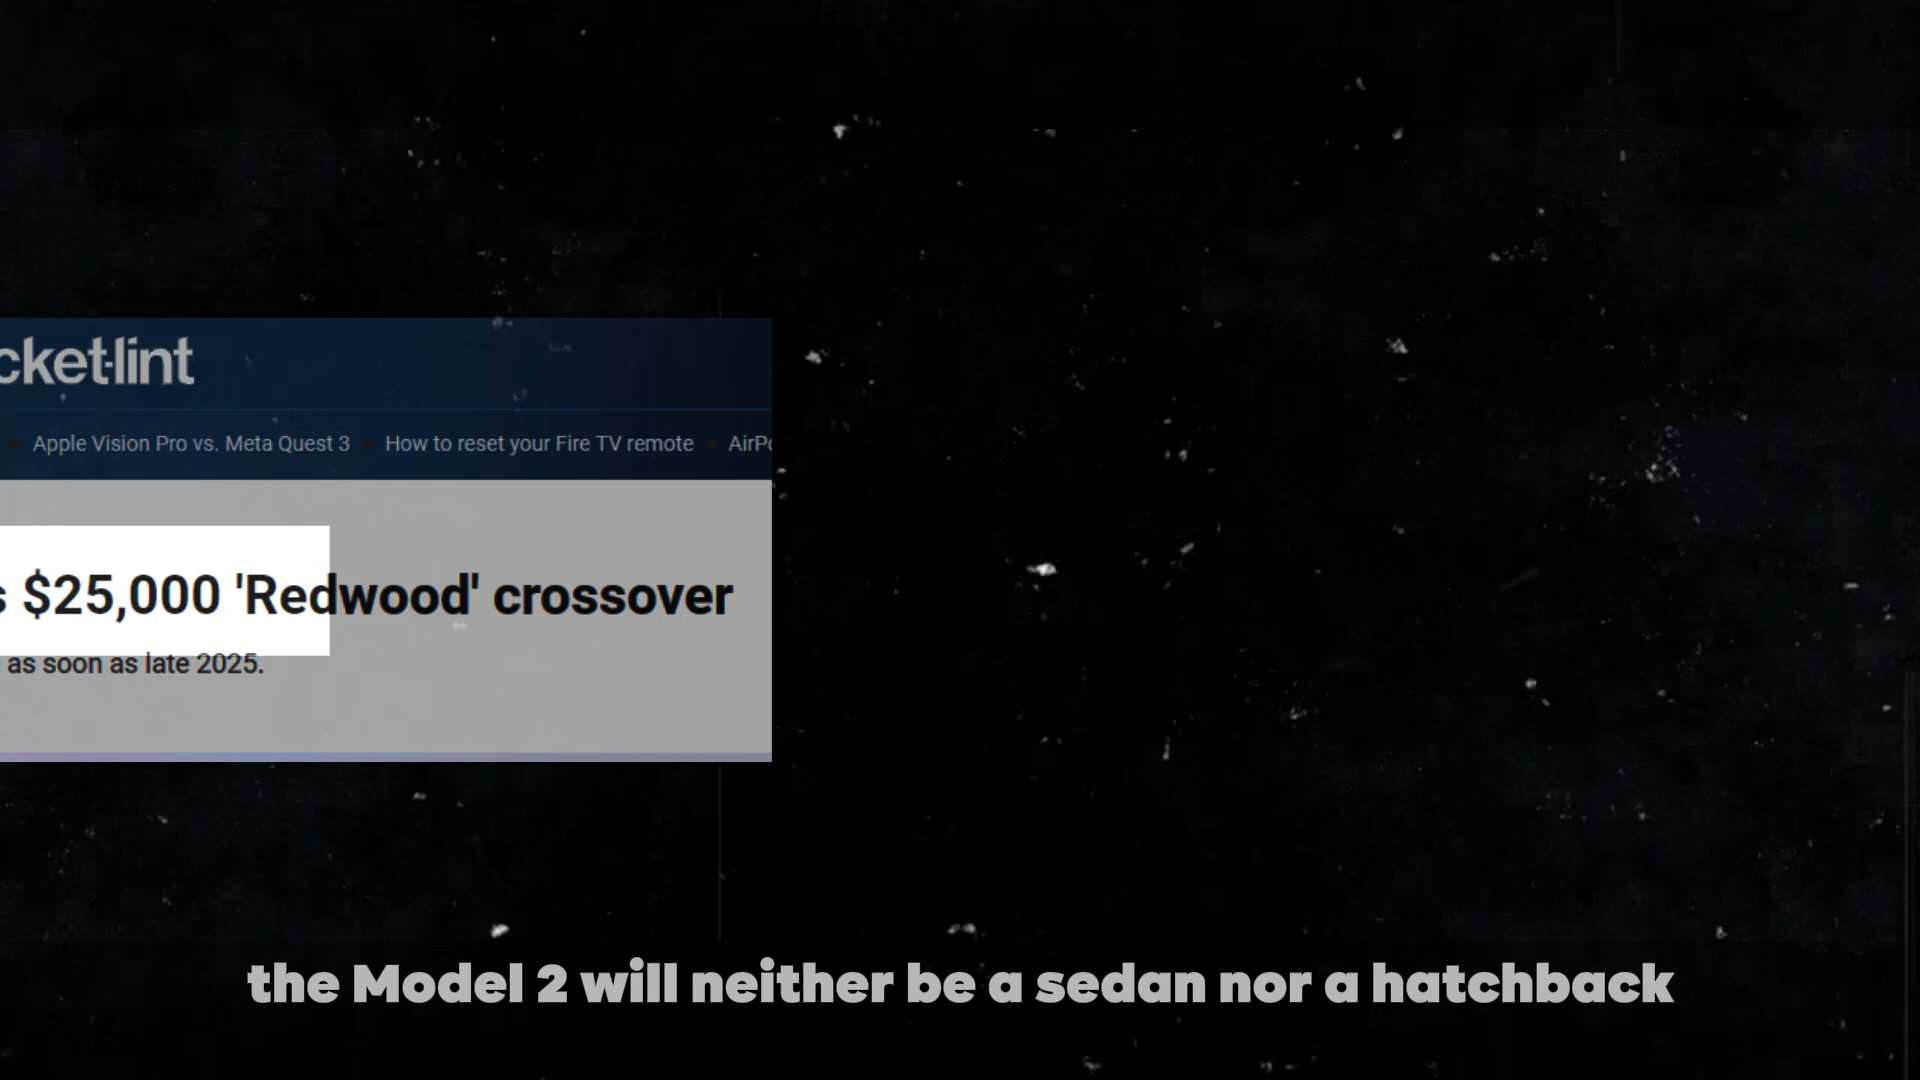 cket-lint
Apple Vision Pro vs. Meta Quest 3 • How to reset your Fire TV remote • AirPo
s $25,000 'Redwood' crossover
as soon as late 2025.
the Model 2 will neither be a sedan nor a hatchback